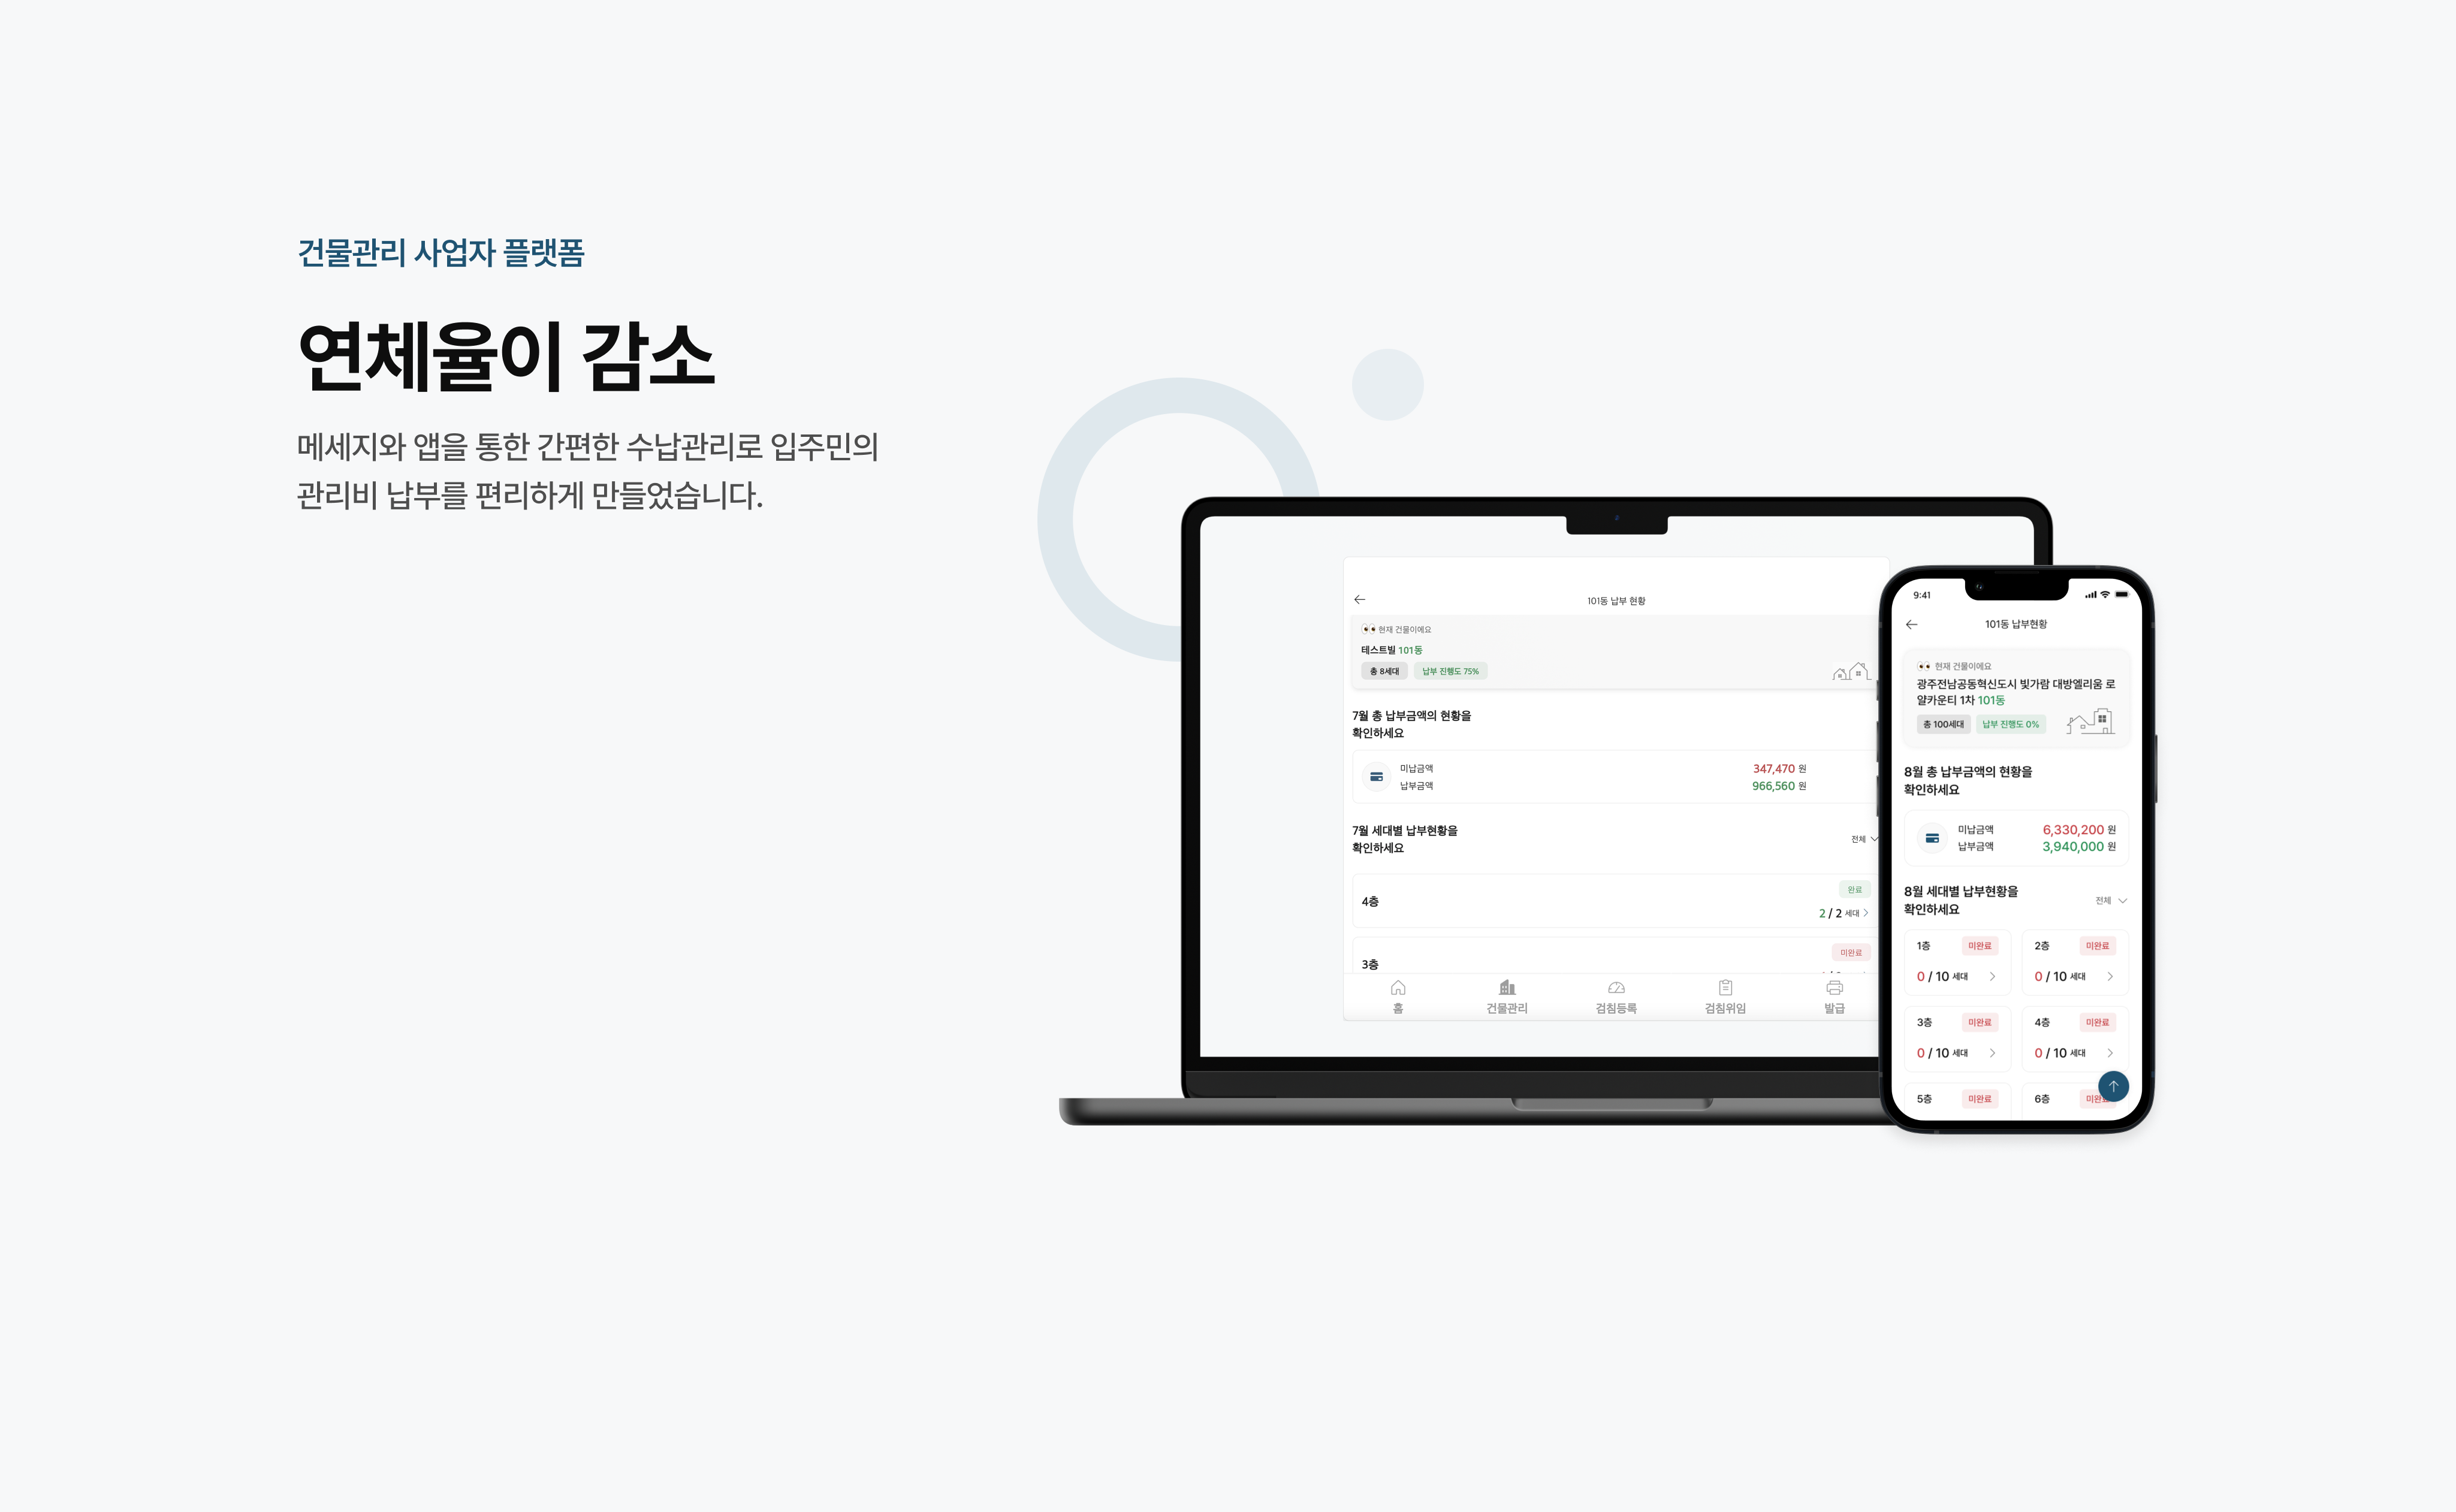 건물관리 사업자 플랫폼
연체율이 감소
메세지와 앱을 통한 간편한 수납관리로 입주민의
관리비 납부를 편리하게 만들었습니다.
101동 납부 현황
현재 건물이에요
테스트빌 101동
총 8세대 납부 진행도 75%
7월 총 납부금액의 현황을
확인하세요
미납금액 347,470 원
납부금액 966,560 원
7월 세대별 납부현황을
확인하세요
전체
4층
완료
2 / 2 세대
3층
미완료
홈 건물관리 검침등록 검침위임 발급
9:41
101동 납부현황
현재 건물이에요
광주전남공동혁신도시 빛가람 대방엘리움 로
얄카운티 1차 101동
총 100세대 납부 진행도 0%
8월 총 납부금액의 현황을
확인하세요
미납금액 6,330,200 원
납부금액 3,940,000 원
8월 세대별 납부현황을
확인하세요
전체
1층 미완료 2층 미완료
0 / 10 세대 0 / 10 세대
3층 미완료 4층 미완료
0 / 10 세대 0 / 10 세대
5층 미완료 6층